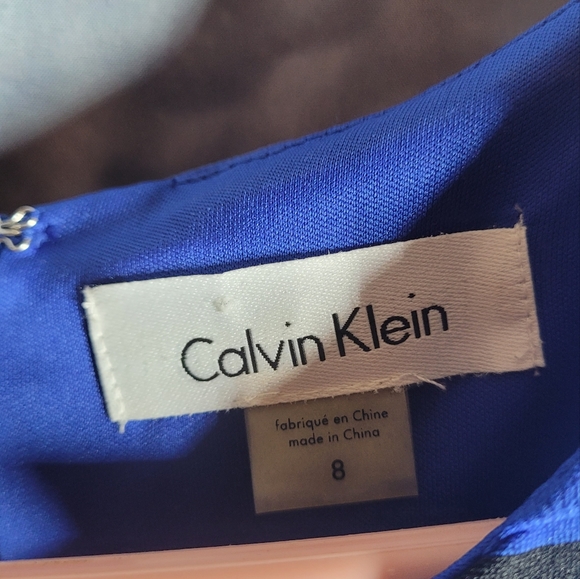 Calvin Klein
fabriqué en Chine
made in China
8